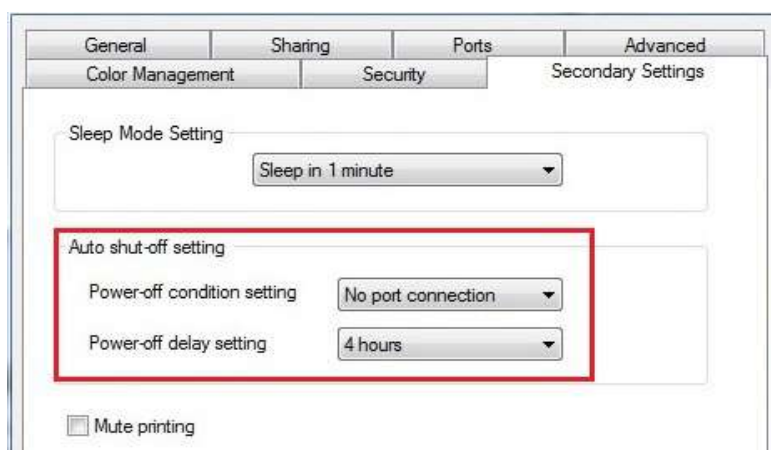 General Sharing Ports Advanced
Color Management Security Secondary Settings
Sleep Mode Setting
Sleep in 1 minute
Auto shut-off setting
Power-off condition setting No port connection
Power-off delay setting 4 hours
Mute printing